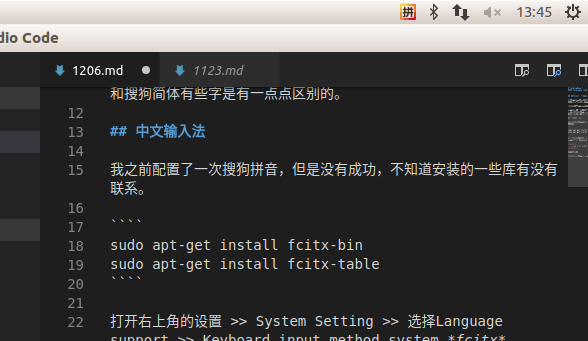 拼 13:45
dio Code
1206.md 1123.md
和搜狗简体有些字是有一点点区别的。
12
13 ## 中文输入法
14
15 我之前配置了一次搜狗拼音，但是没有成功，不知道安装的一些库有没有
联系。
16
17 ````
18 sudo apt-get install fcitx-bin
19 sudo apt-get install fcitx-table
20 ````
21
22 打开右上角的设置 >> System Setting >> 选择Language
support >> Keyboard input method system *fcitx*